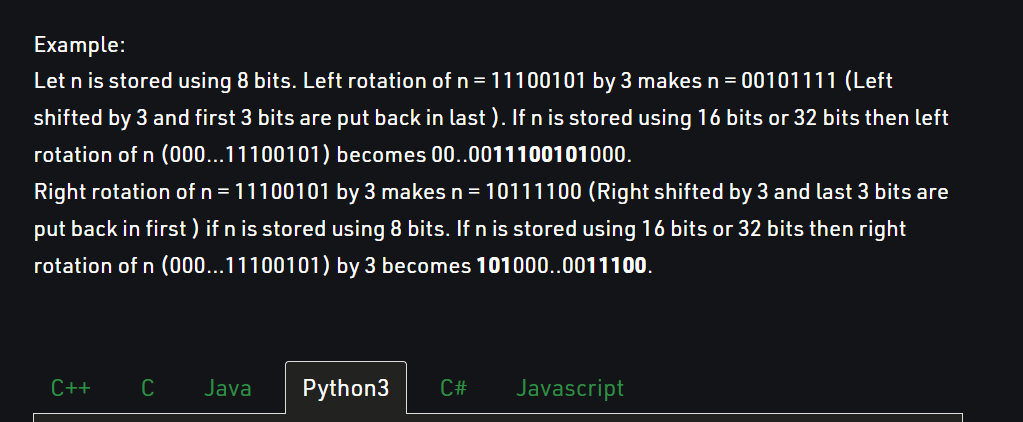 Example:
Let n is stored using 8 bits. Left rotation of n = 11100101 by 3 makes n = 00101111 (Left
shifted by 3 and first 3 bits are put back in last ). If n is stored using 16 bits or 32 bits then left
rotation of n (000...11100101) becomes 00..0011100101000.
Right rotation of n = 11100101 by 3 makes n = 10111100 (Right shifted by 3 and last 3 bits are
put back in first ) if n is stored using 8 bits. If n is stored using 16 bits or 32 bits then right
rotation of n (000...11100101) by 3 becomes 101000..0011100.
C++ C Java Python3 C# Javascript